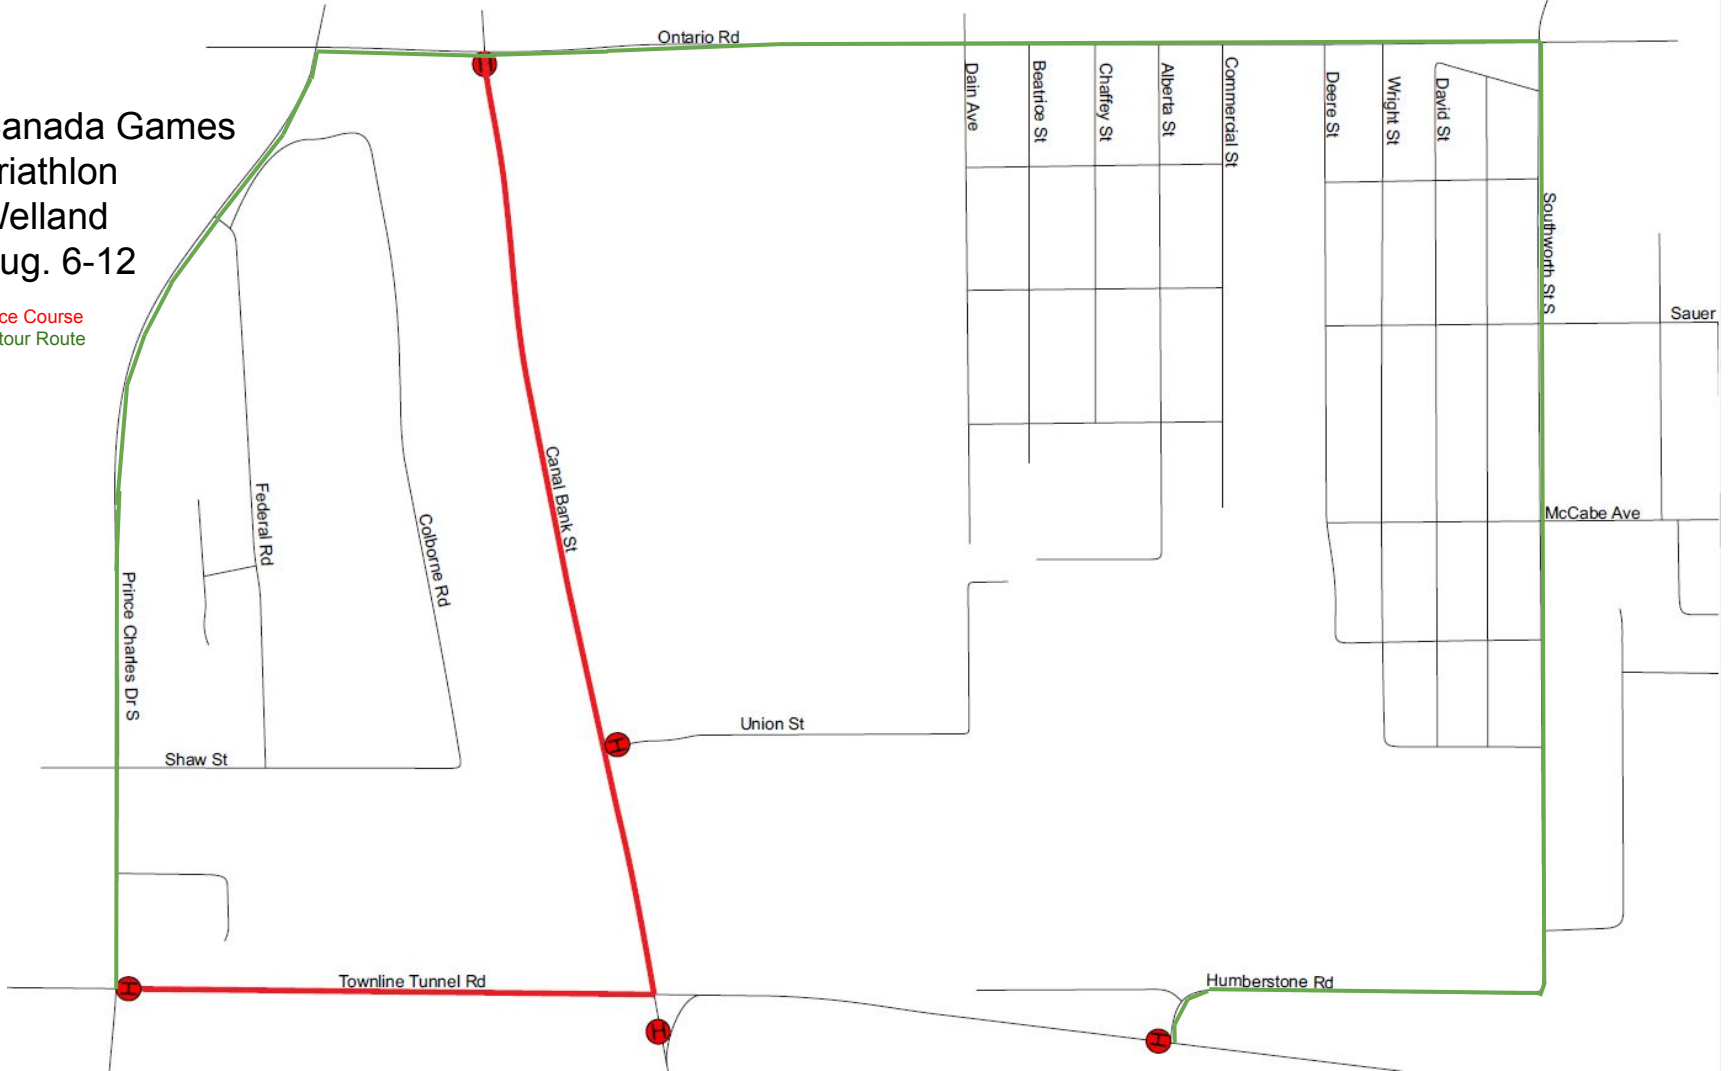 anada Games
riathlon
Velland
ug. 6-12
ce Course
tour Route
Ontario Rd
Dain Ave
Beatrice St
Chaffey St
Alberta St
Commercial St
Deere St
Wright St
David St
Southworth St S
Sauer
McCabe Ave
Canal Bank St
Federal Rd
Colborne Rd
Prince Charles Dr S
Union St
Shaw St
Townline Tunnel Rd
Humberstone Rd
H
H
H
H
H